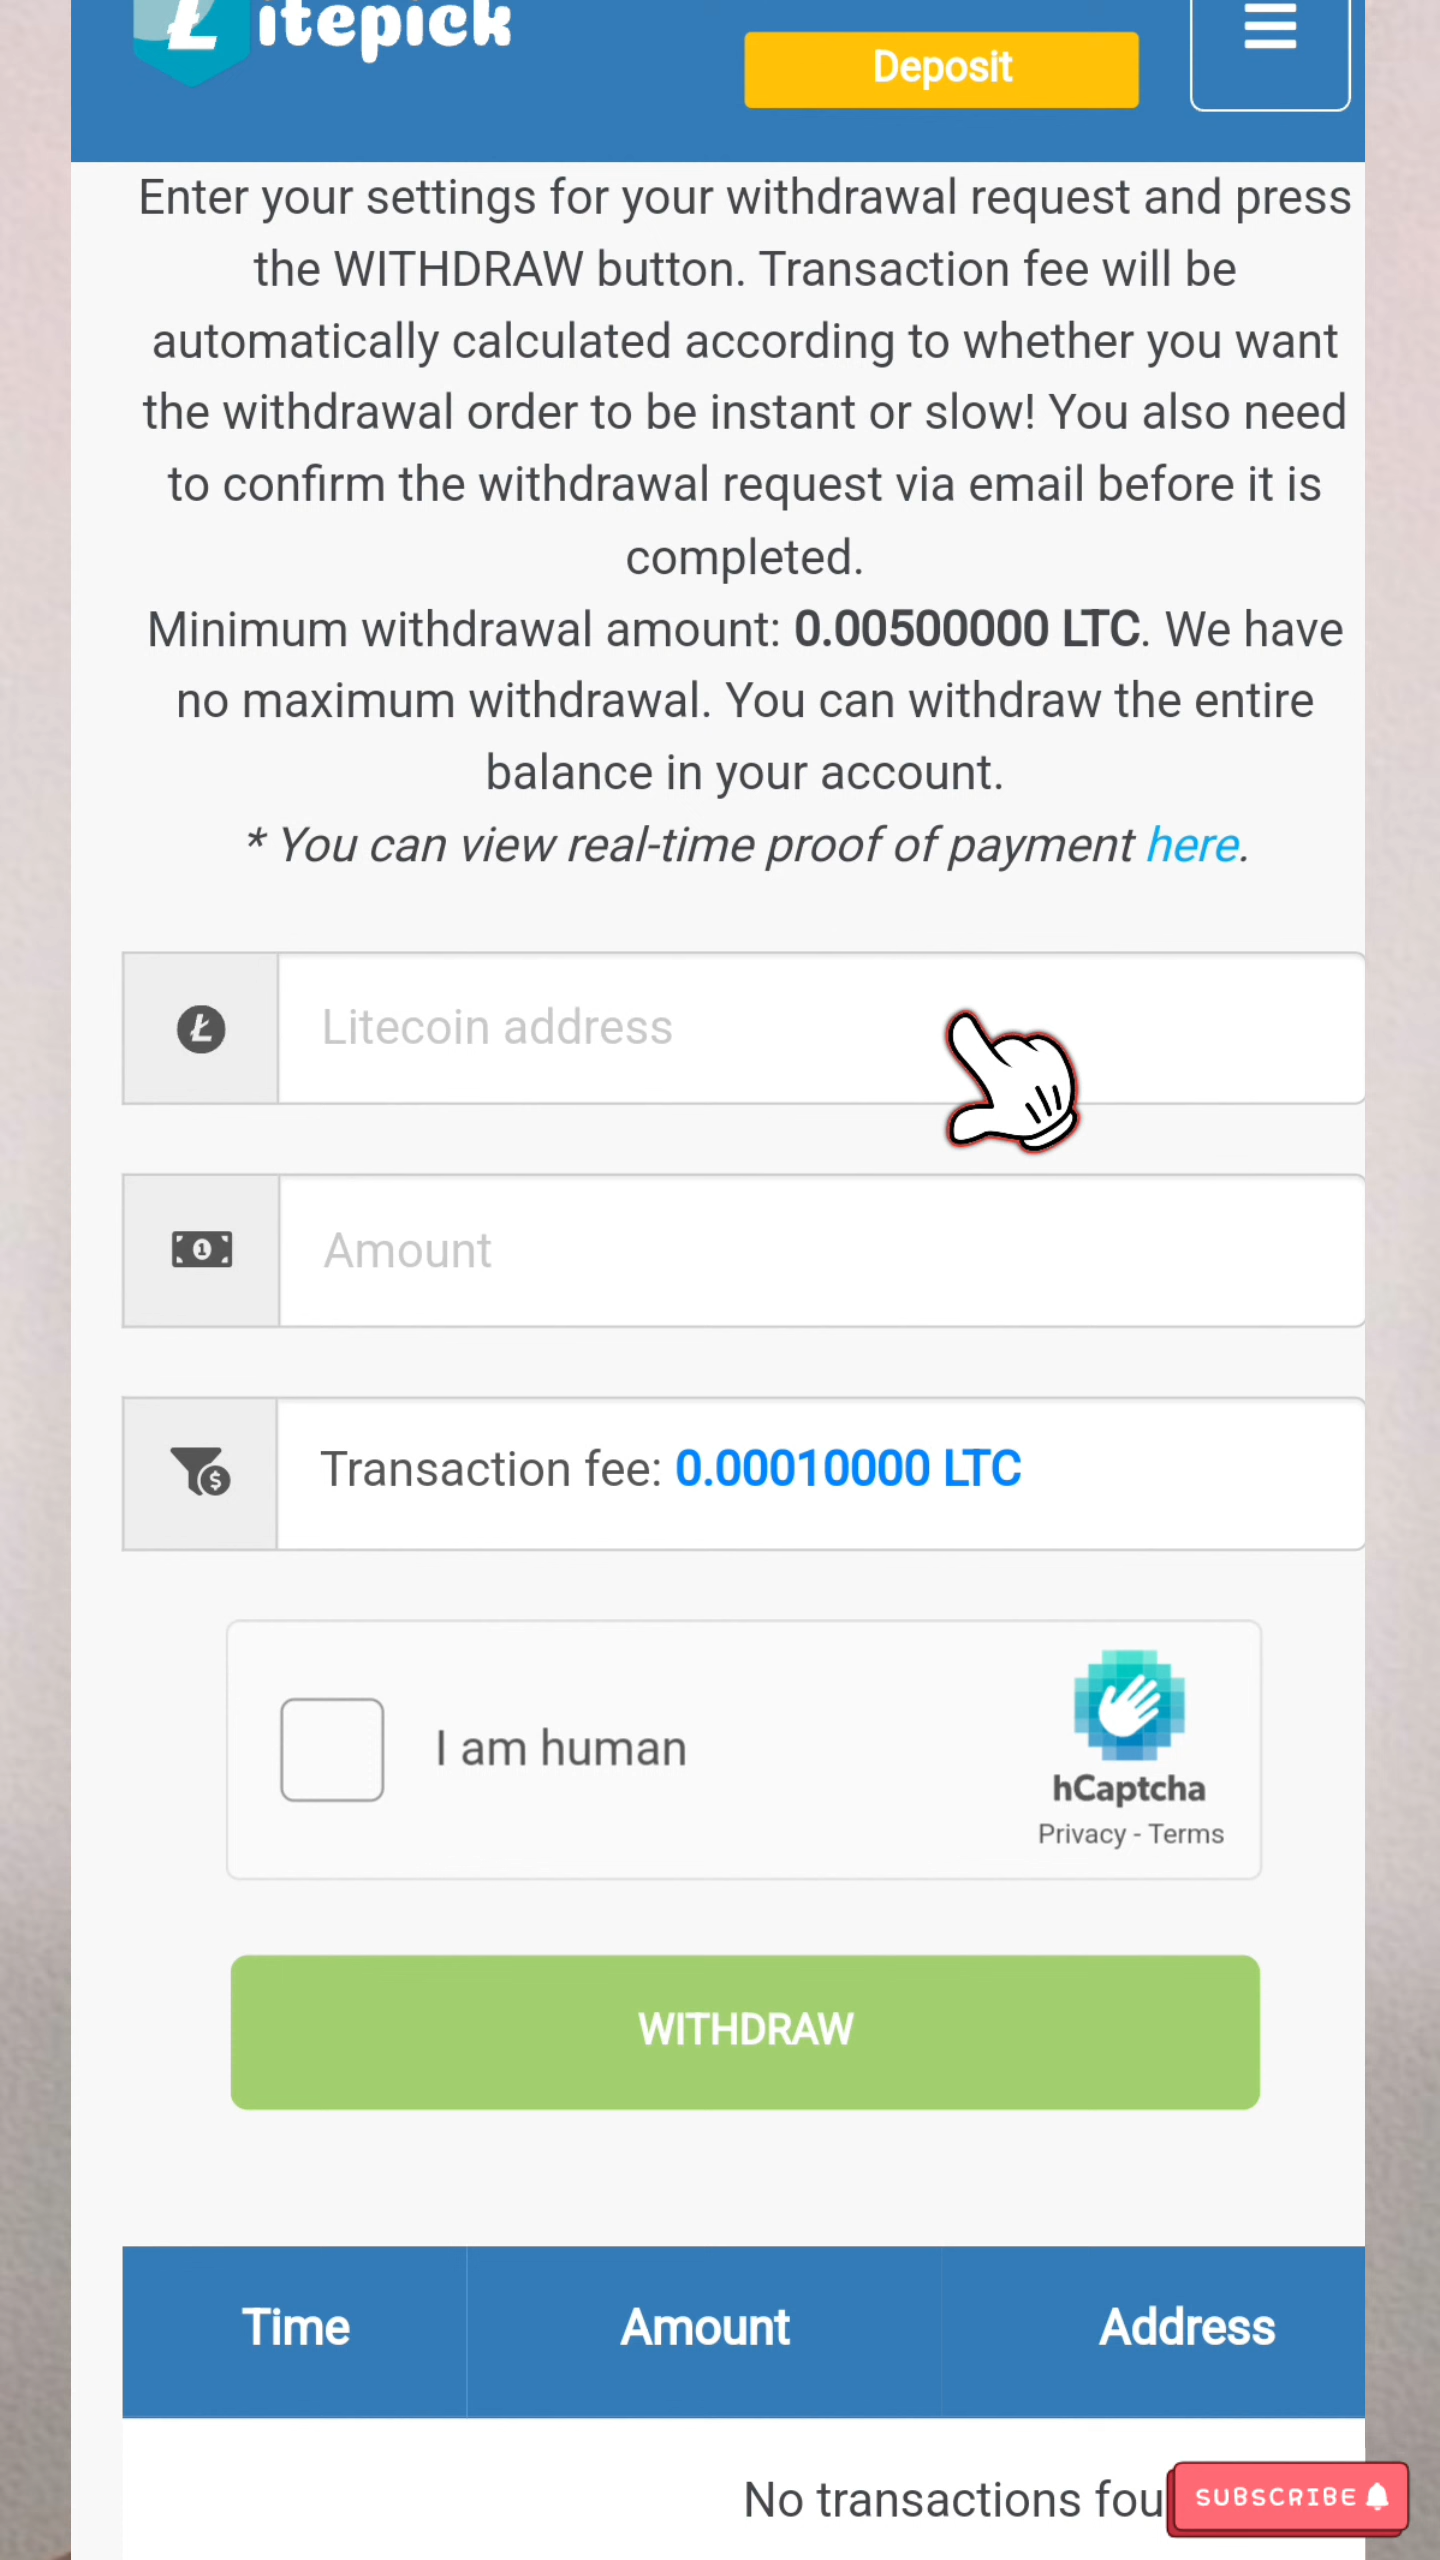 Litepick
Deposit
Enter your settings for your withdrawal request and press
the WITHDRAW button. Transaction fee will be
automatically calculated according to whether you want
the withdrawal order to be instant or slow! You also need
to confirm the withdrawal request via email before it is
completed.
Minimum withdrawal amount: 0.00500000 LTC. We have
no maximum withdrawal. You can withdraw the entire
balance in your account.
* You can view real-time proof of payment here.
Litecoin address
Amount
Transaction fee: 0.00010000 LTC
I am human
hCaptcha
Privacy - Terms
WITHDRAW
Time Amount Address
No transactions fou
SUBSCRIBE